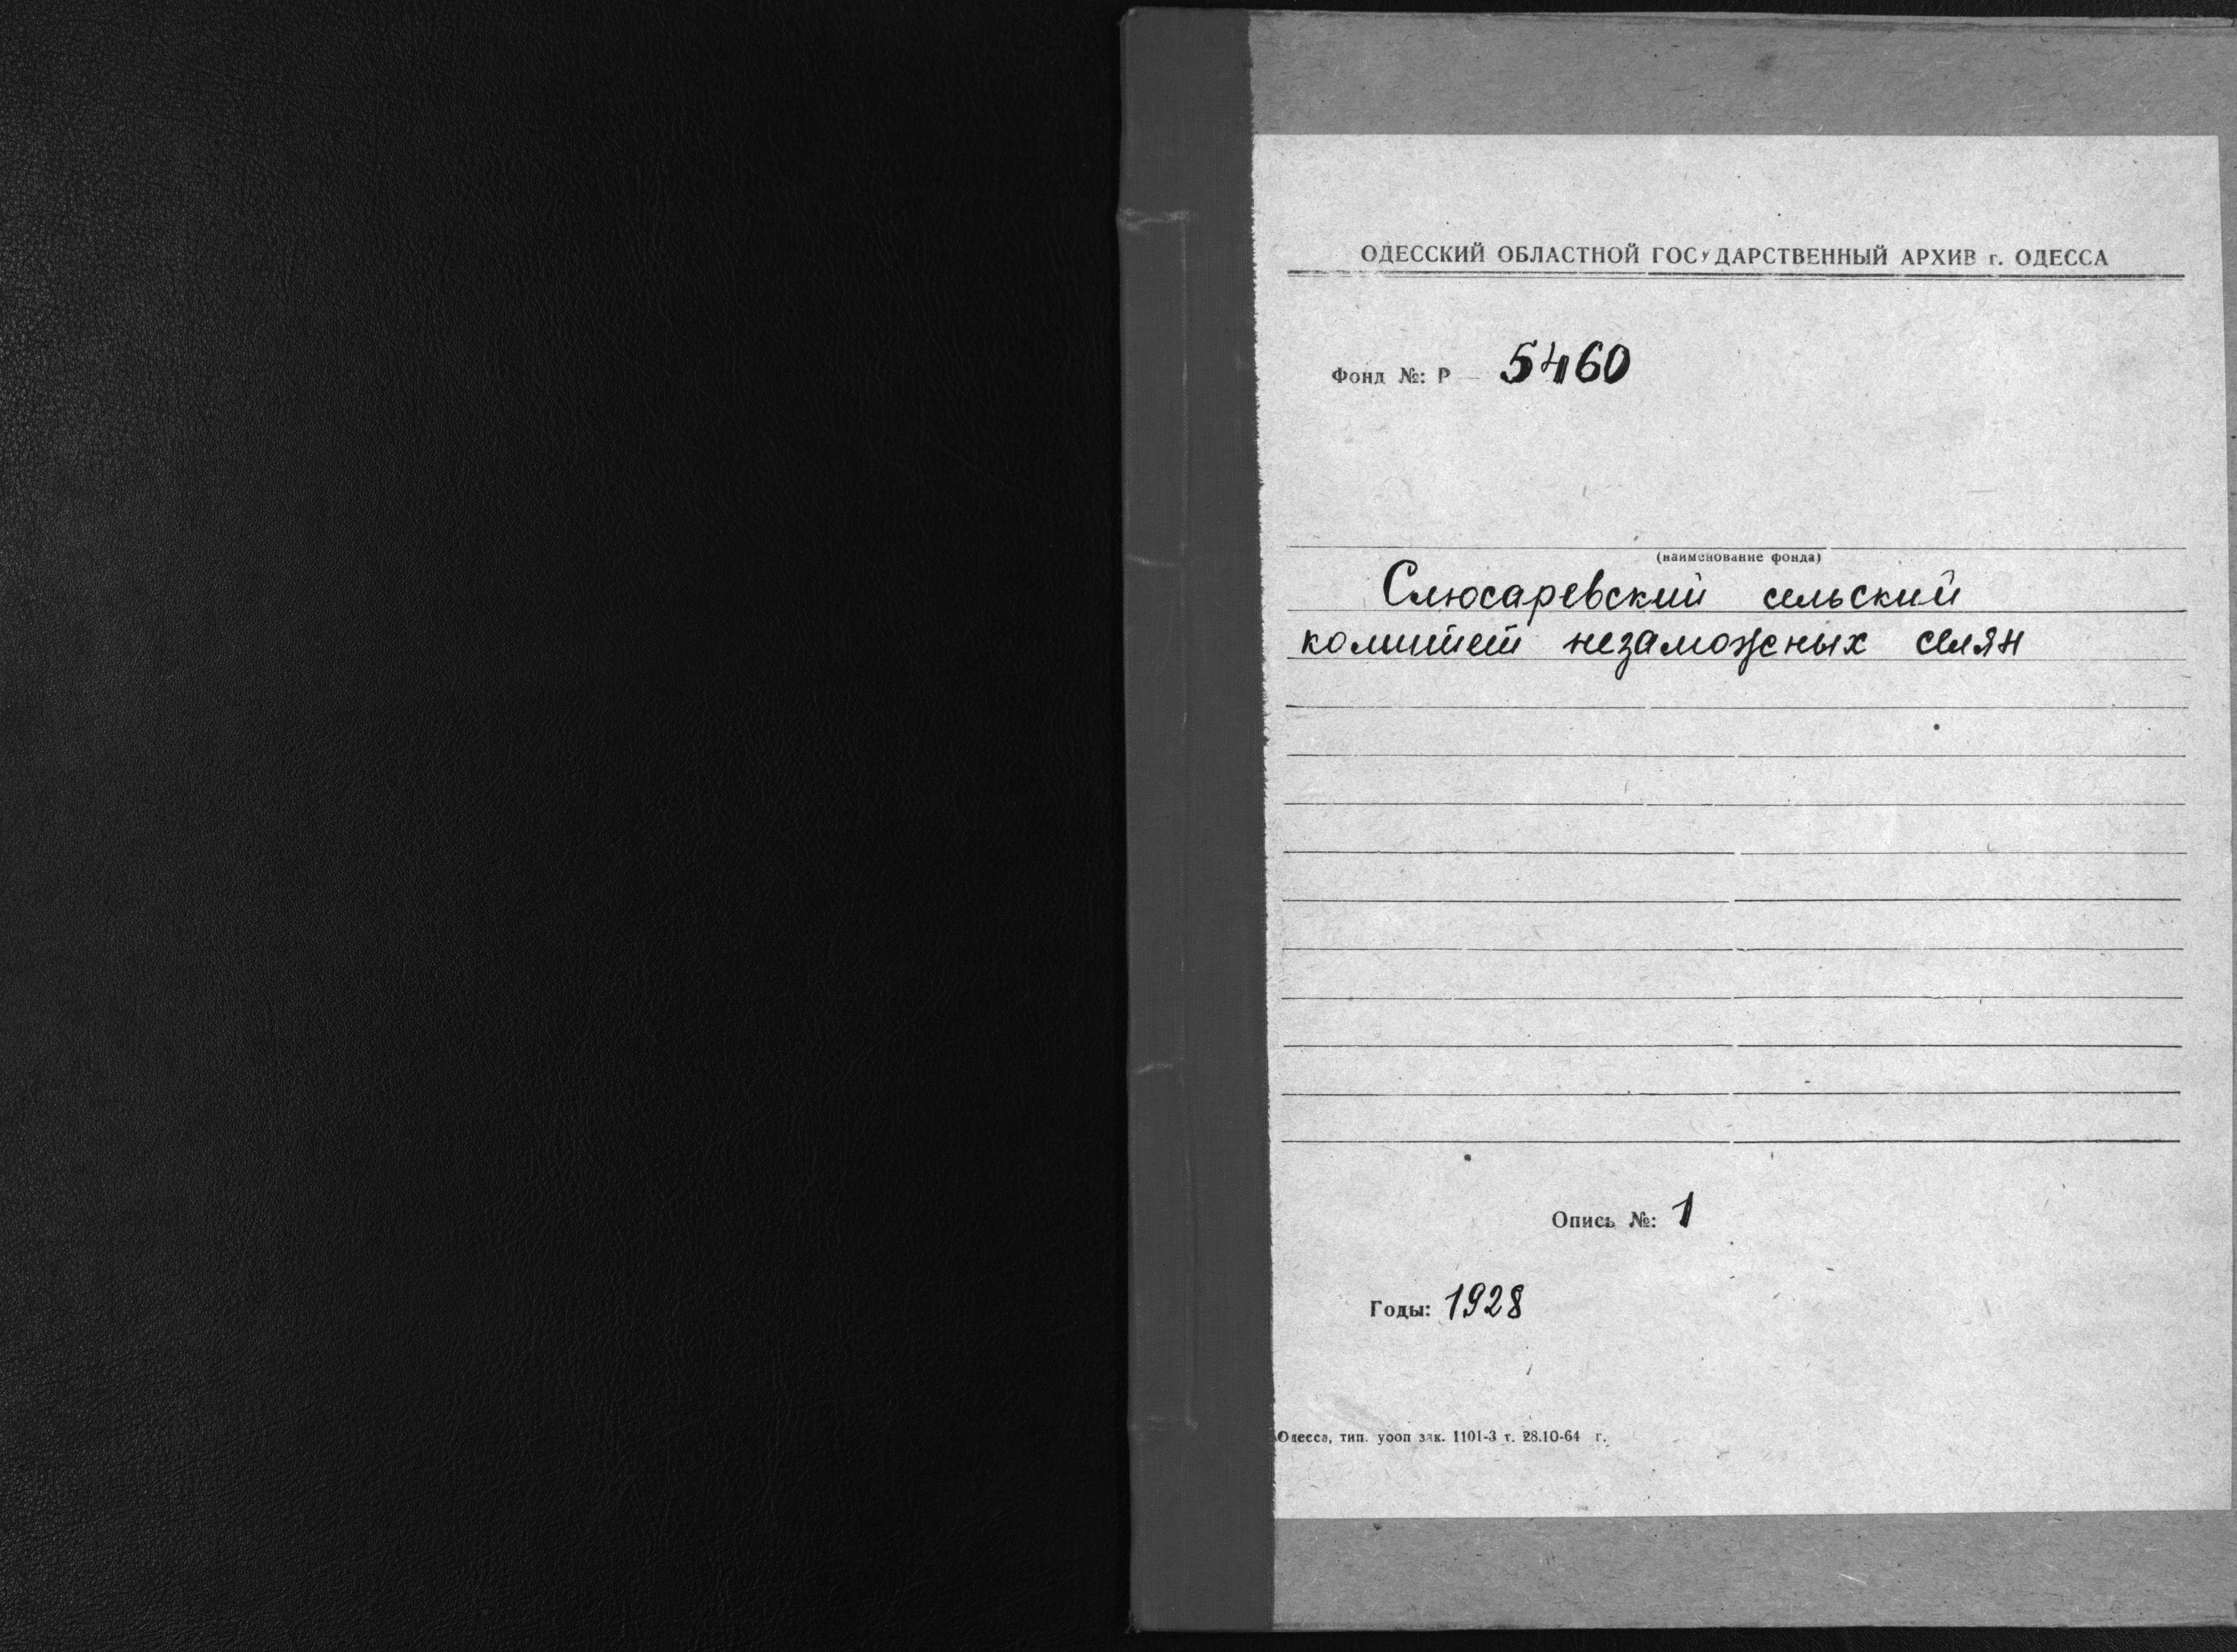 ОДЕССКИЙ ОБЛАСТНОЙ ГОСУДАРСТВЕННЫЙ АРХИВ г. ОДЕССА
Фонд №: Р — 5460
(наименование фонда)
Слюсаревский сельский
комитет незаможных селян
Опись №: 1
Годы: 1928
Одесса, тип. уооп зак. 1101-3 т. 28.10-64 г.